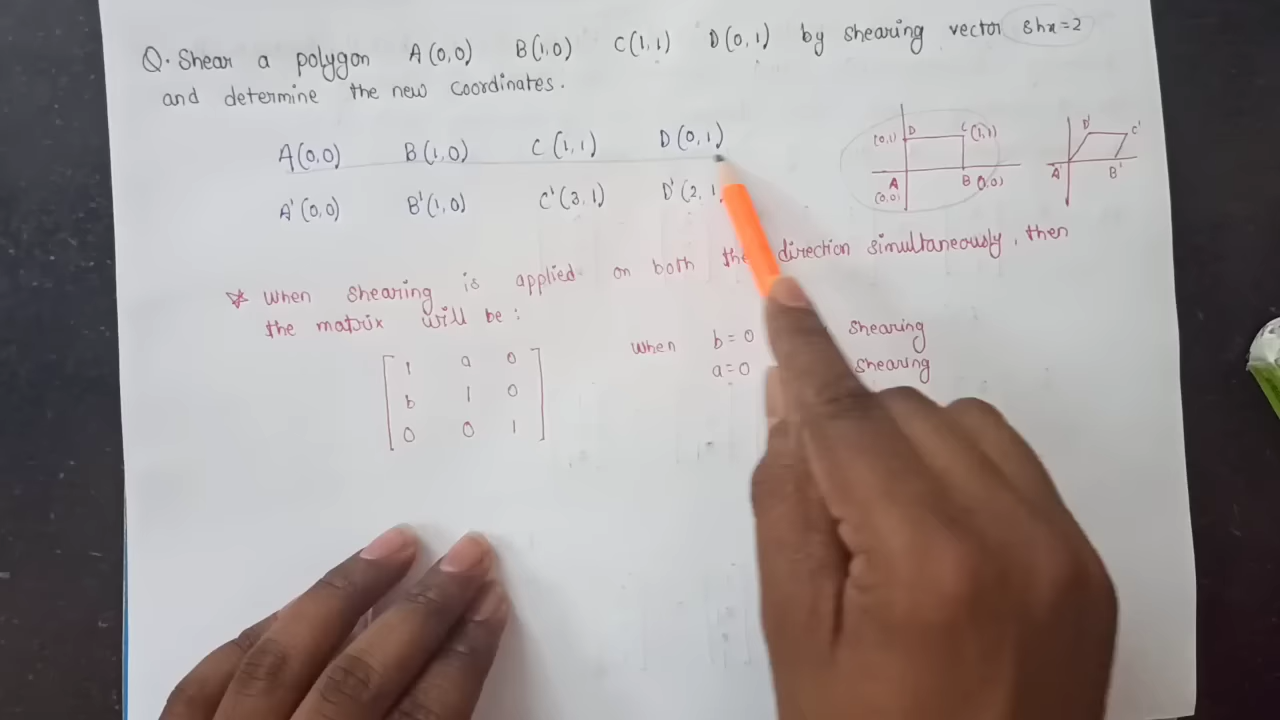 Q. Shear a polygon A(0,0) B(1,0) C(1,1) D(0,1) by shearing vector shx=2
and determine the new coordinates.
A(0,0) B(1,0) C(1,1) D(0,1)
A'(0,0) B'(1,0) C'(3,1) D'(2,1
(0,1) D C(1,1)
A B (0,0)
(0,0)
D' C'
A' B'
* When shearing is applied on both the direction simultaneously, then
the matrix will be:
1 a 0
b 1 0
0 0 1
when b=0 shearing
a=0 shearing